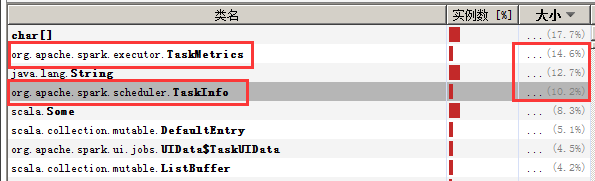 类名 实例数 [%] 大小
char[] ... (17.7%)
org.apache.spark.executor.TaskMetrics ... (14.6%)
java.lang.String ... (12.7%)
org.apache.spark.scheduler.TaskInfo ... (10.2%)
scala.Some ... (8.3%)
scala.collection.mutable.DefaultEntry ... (5.1%)
org.apache.spark.ui.jobs.UIData$TaskUIData ... (4.5%)
scala.collection.mutable.ListBuffer ... (4.2%)